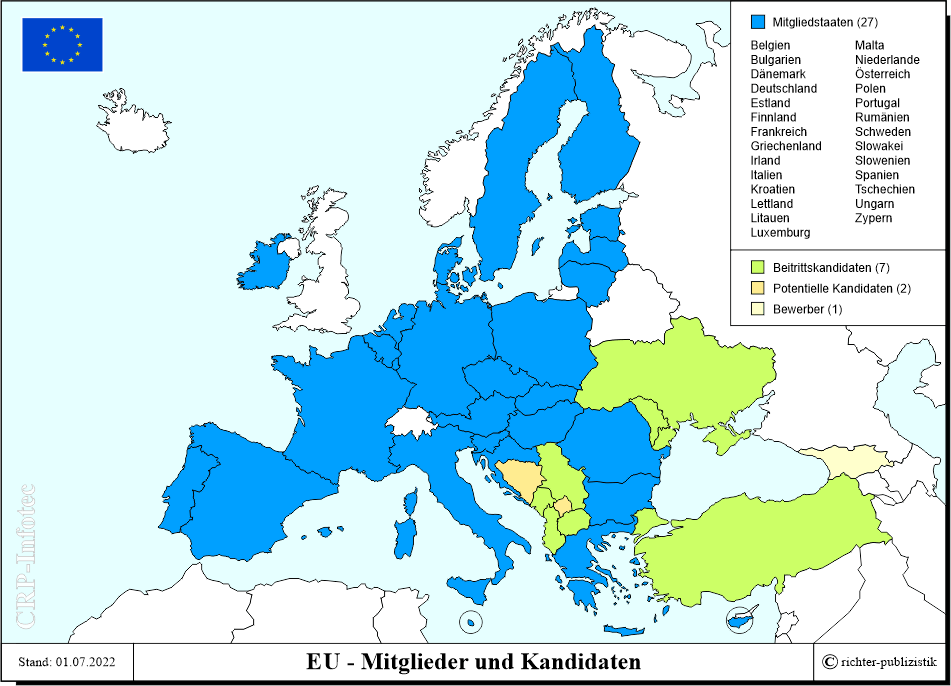 Mitgliedstaaten (27)
Belgien
Bulgarien
Dänemark
Deutschland
Estland
Finnland
Frankreich
Griechenland
Irland
Italien
Kroatien
Lettland
Litauen
Luxemburg
Malta
Niederlande
Österreich
Polen
Portugal
Rumänien
Schweden
Slowakei
Slowenien
Spanien
Tschechien
Ungarn
Zypern
Beitrittskandidaten (7)
Potentielle Kandidaten (2)
Bewerber (1)
CRP-Infotec
Stand: 01.07.2022
EU - Mitglieder und Kandidaten
© richter-publizistik